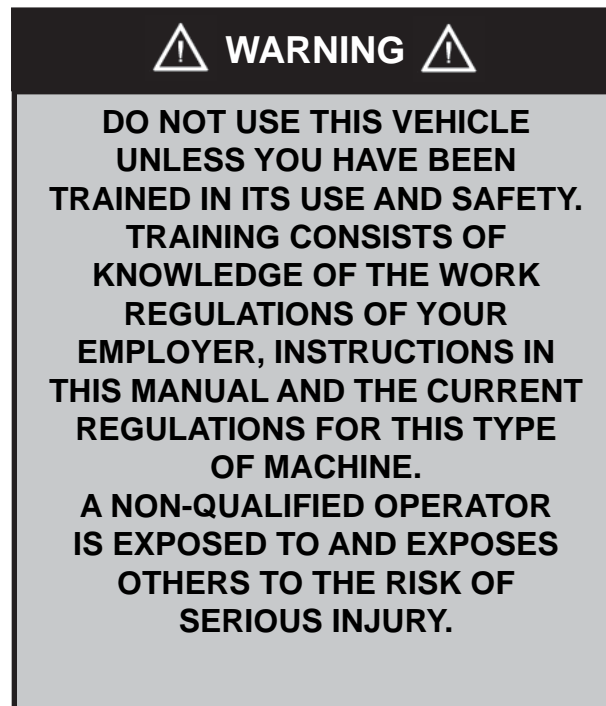 WARNING
DO NOT USE THIS VEHICLE
UNLESS YOU HAVE BEEN
TRAINED IN ITS USE AND SAFETY.
TRAINING CONSISTS OF
KNOWLEDGE OF THE WORK
REGULATIONS OF YOUR
EMPLOYER, INSTRUCTIONS IN
THIS MANUAL AND THE CURRENT
REGULATIONS FOR THIS TYPE
OF MACHINE.
A NON-QUALIFIED OPERATOR
IS EXPOSED TO AND EXPOSES
OTHERS TO THE RISK OF
SERIOUS INJURY.